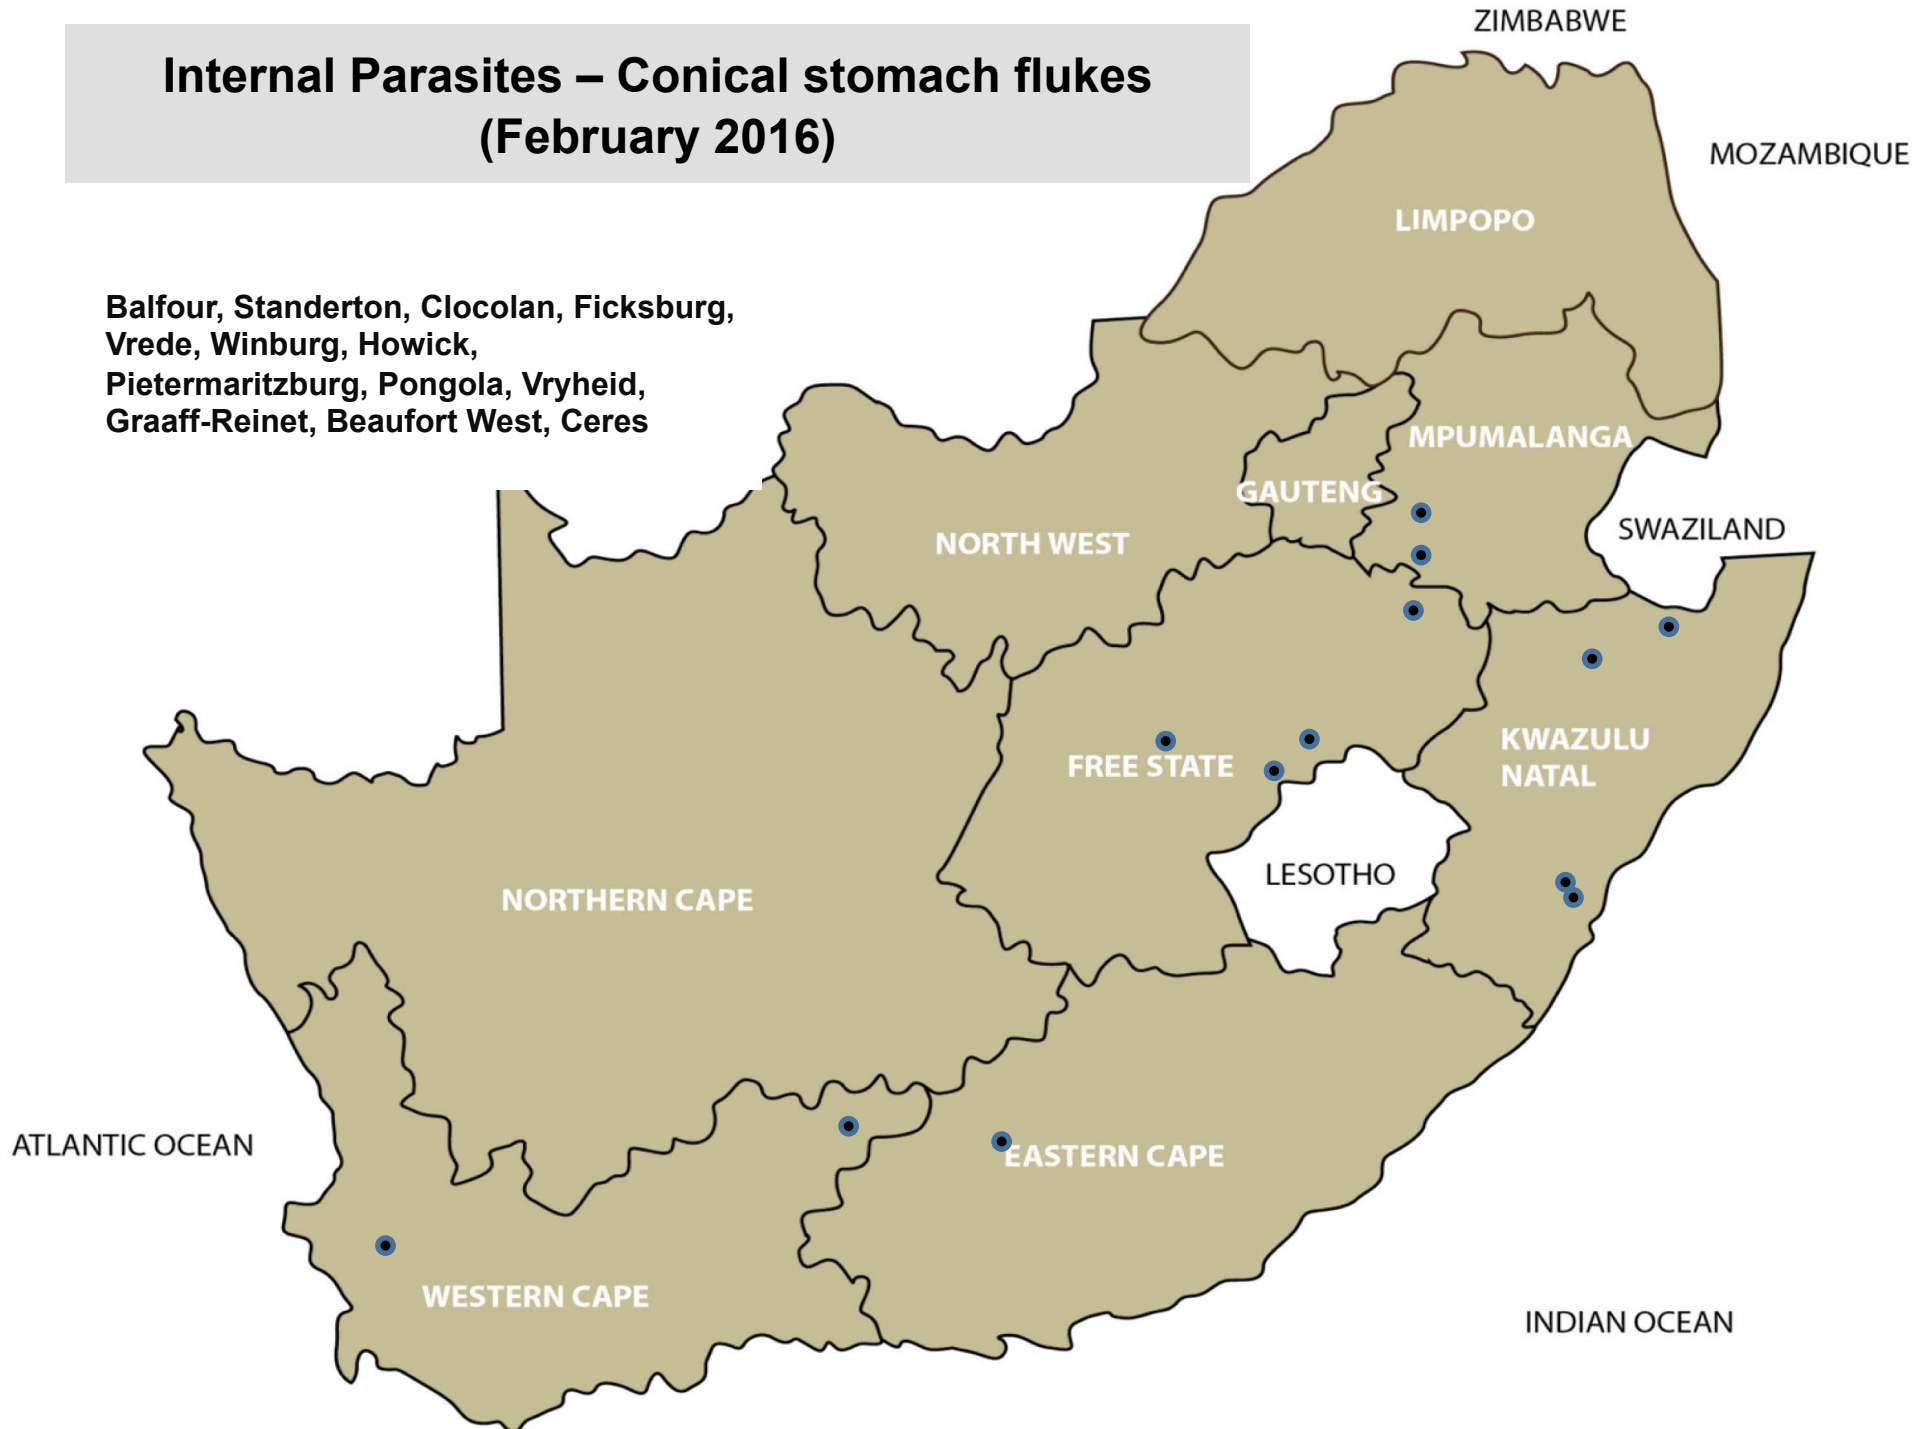 Internal Parasites – Conical stomach flukes
(February 2016)
Balfour, Standerton, Clocolan, Ficksburg,
Vrede, Winburg, Howick,
Pietermaritzburg, Pongola, Vryheid,
Graaff-Reinet, Beaufort West, Ceres
ZIMBABWE
MOZAMBIQUE
LIMPOPO
MPUMALANGA
GAUTENG
SWAZILAND
NORTH WEST
KWAZULU
NATAL
FREE STATE
LESOTHO
NORTHERN CAPE
ATLANTIC OCEAN
EASTERN CAPE
WESTERN CAPE
INDIAN OCEAN